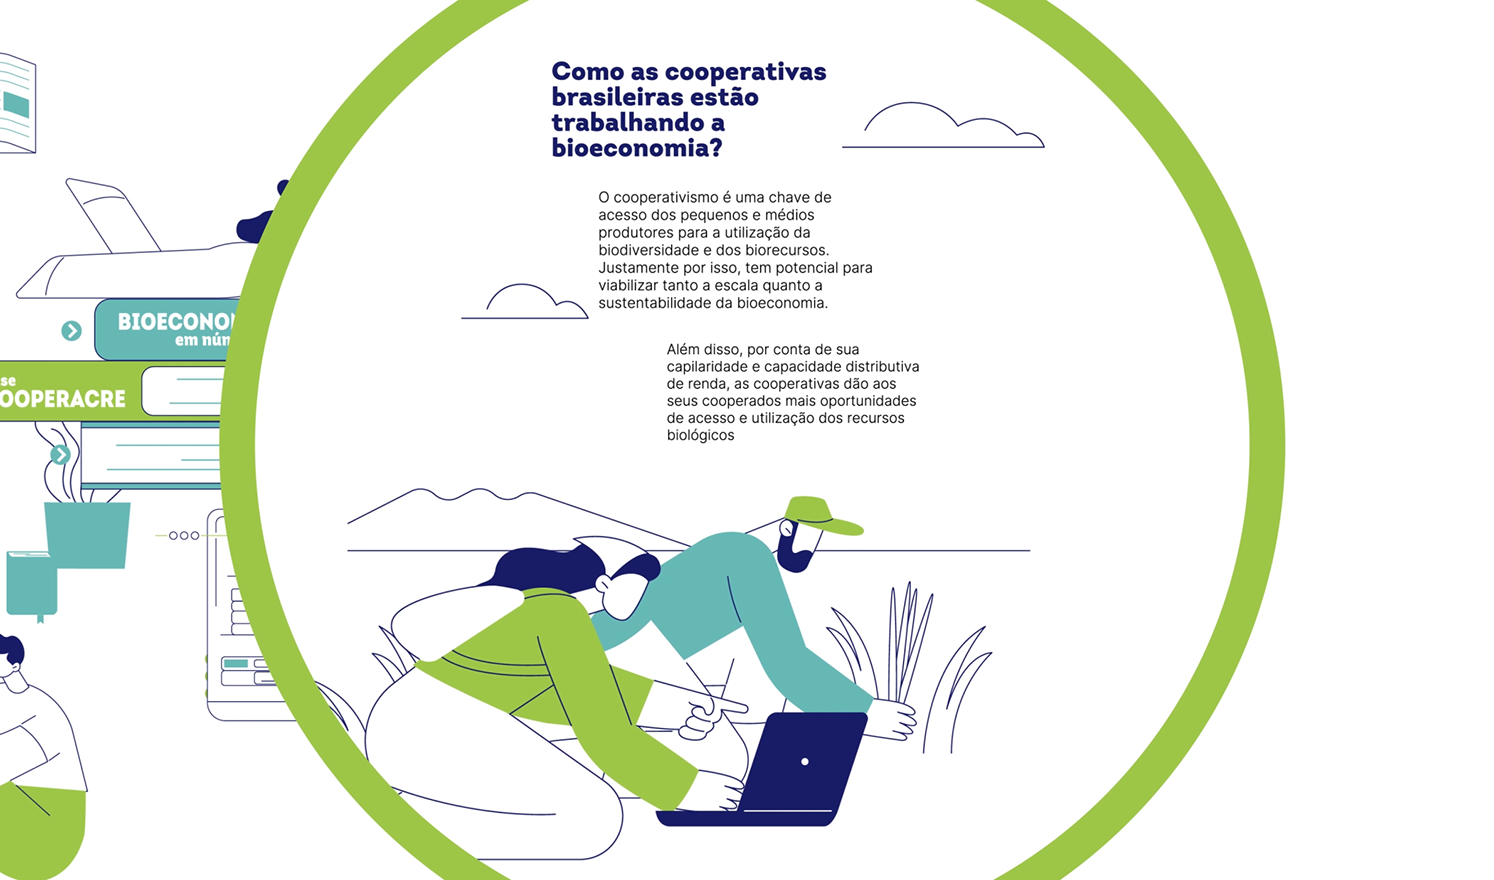 Como as cooperativas
brasileiras estão
trabalhando a
bioeconomia?
O cooperativismo é uma chave de
acesso dos pequenos e médios
produtores para a utilização da
biodiversidade e dos biorecursos.
Justamente por isso, tem potencial para
viabilizar tanto a escala quanto a
sustentabilidade da bioeconomia.
Além disso, por conta de sua
capilaridade e capacidade distributiva
de renda, as cooperativas dão aos
seus cooperados mais oportunidades
de acesso e utilização dos recursos
biológicos
BIOECONO
em nún
se
OOPERACRE